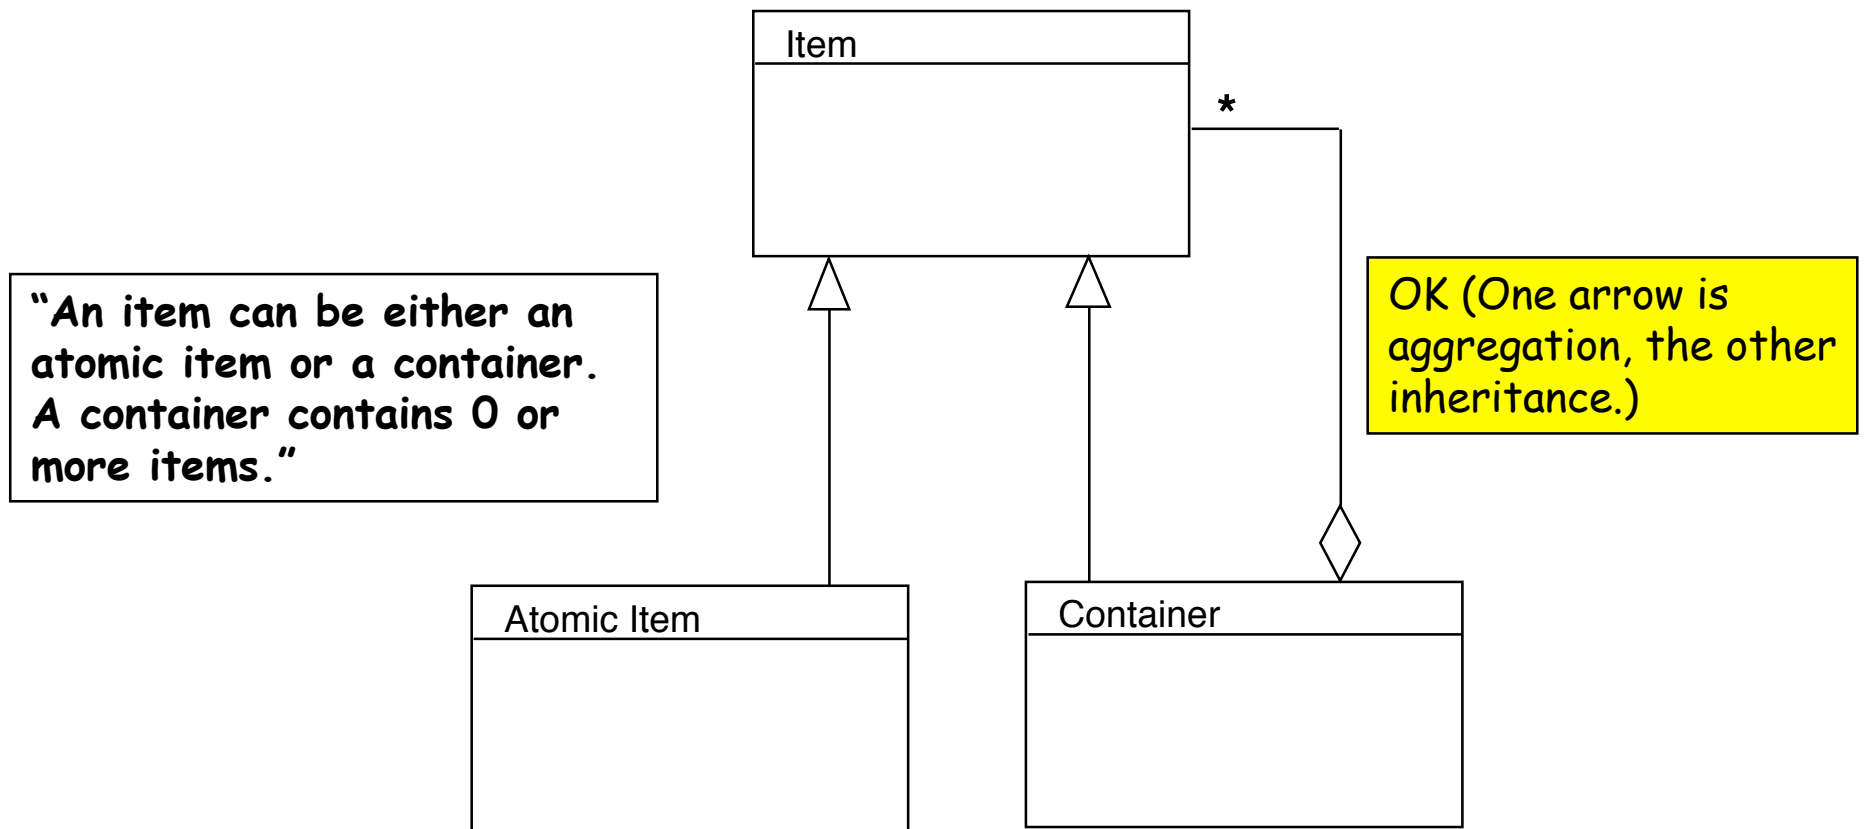 Item
*
“An item can be either an
atomic item or a container.
A container contains 0 or
more items.”
OK (One arrow is
aggregation, the other
inheritance.)
Atomic Item
Container